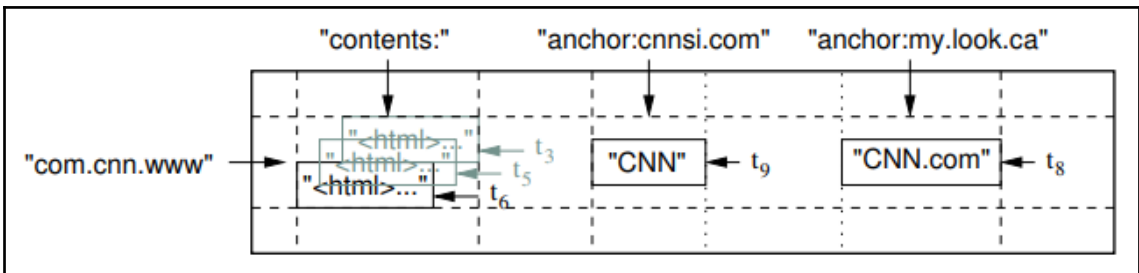 "contents:" "anchor:cnnsi.com" "anchor:my.look.ca"
"com.cnn.www"
"<html>..." t3
"<html>..." t5
"<html>..." t6
"CNN" t9
"CNN.com" t8